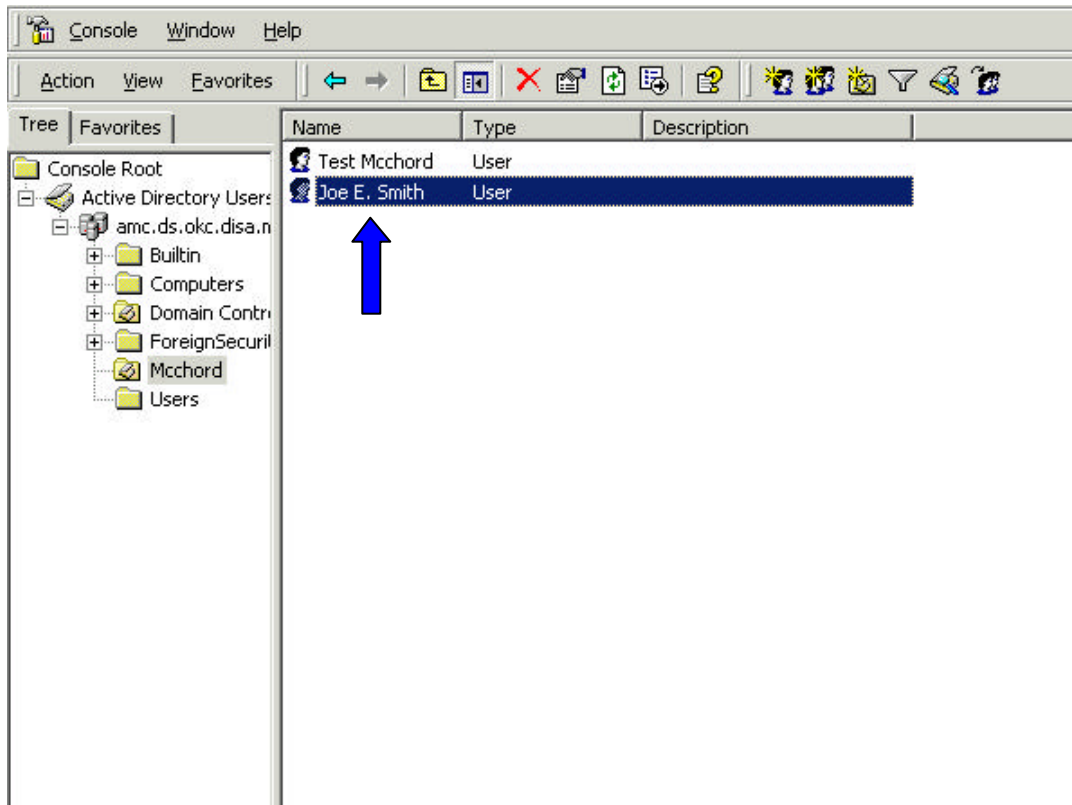 Console Window Help
Action View Favorites
Tree Favorites
Name Type Description
Console Root
Active Directory Users
amc.ds.okc.disa.n
Builtin
Computers
Domain Contr
ForeignSecurit
Mcchord
Users
Test Mcchord User
Joe E. Smith User